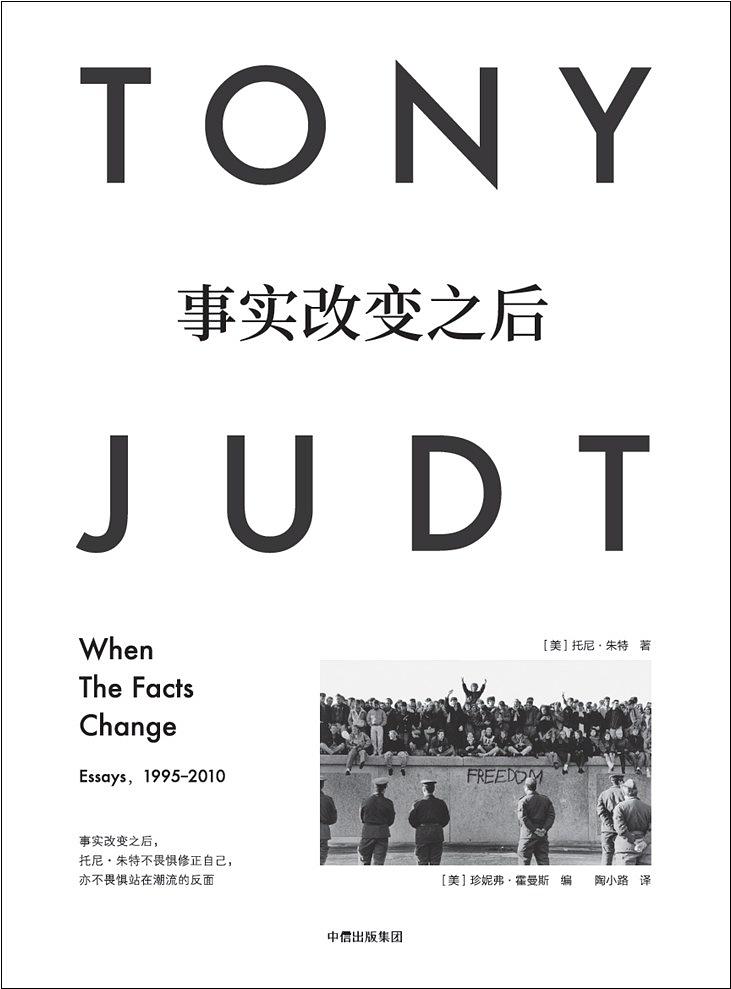 TONY
事实改变之后
JUDT
When
The Facts
Change
Essays, 1995–2010
事实改变之后，
托尼·朱特不畏惧修正自己，
亦不畏惧站在潮流的反面
［美］托尼·朱特 著
FREEDOM
［美］珍妮弗·霍曼斯 编 陶小路 译
中信出版集团